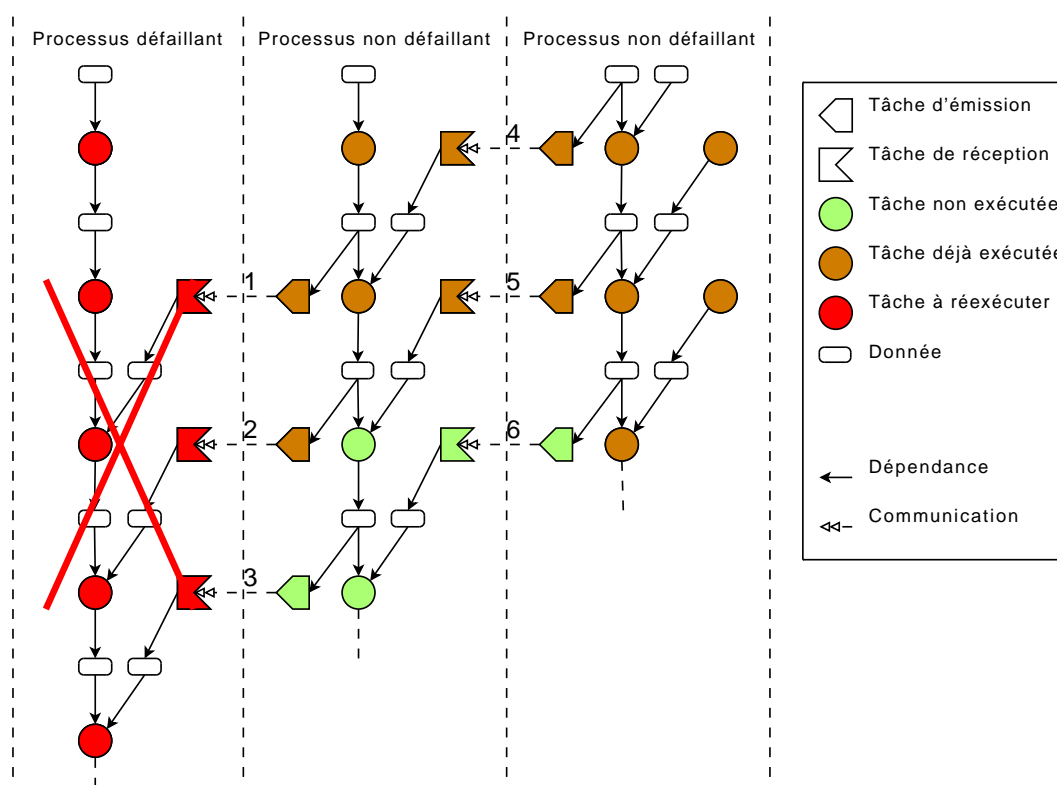 Processus défaillant
Processus non défaillant
Processus non défaillant
4
1
5
2
6
3
Tâche d'émission
Tâche de réception
Tâche non exécutée
Tâche déjà exécutée
Tâche à réexécuter
Donnée
Dépendance
Communication